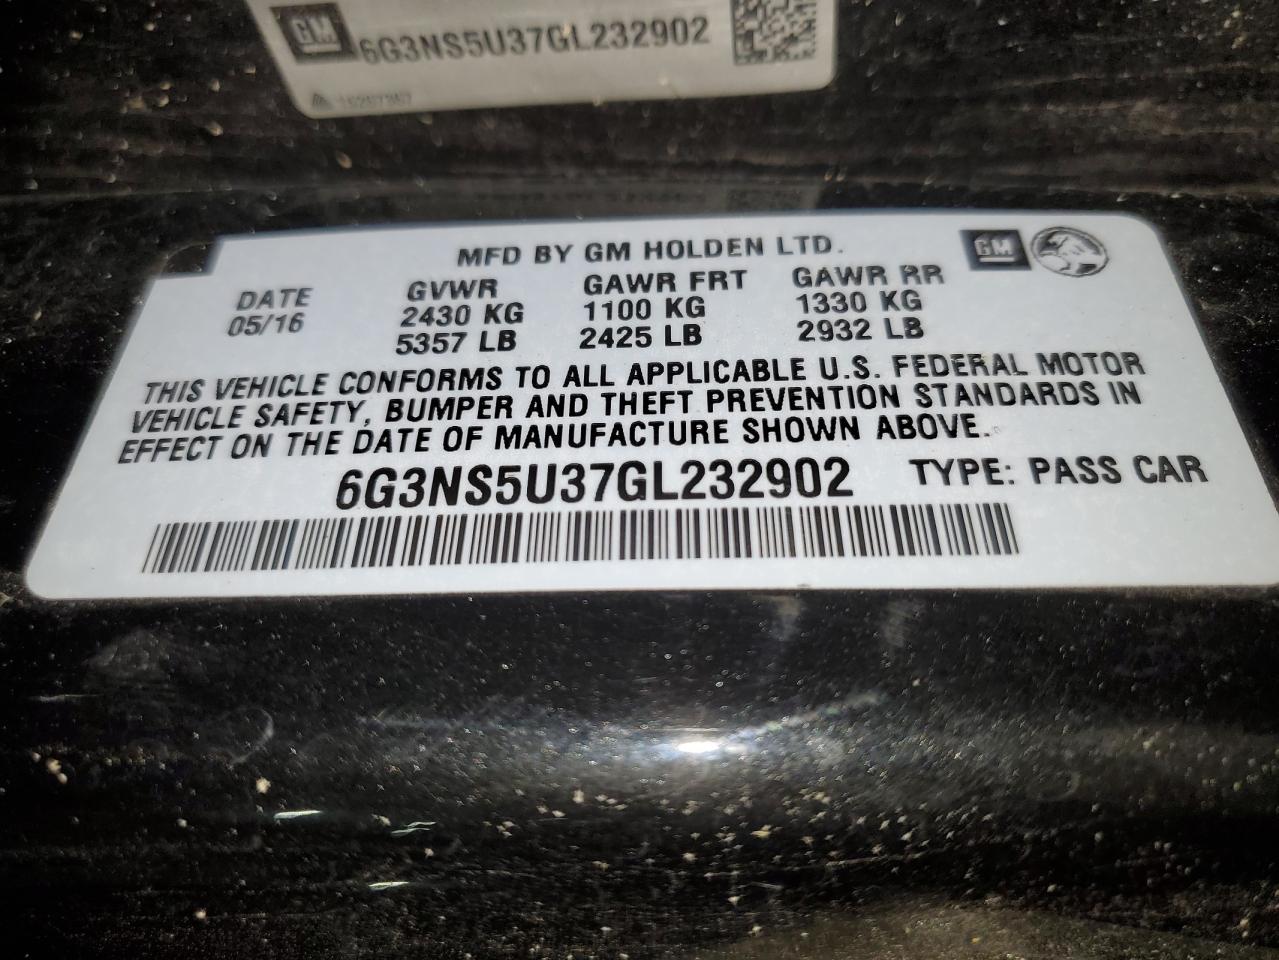 GM
6G3NS5U37GL232902
MFD BY GM HOLDEN LTD.
GM
DATE GVWR GAWR FRT GAWR RR
05/16 2430 KG 1100 KG 1330 KG
5357 LB 2425 LB 2932 LB
THIS VEHICLE CONFORMS TO ALL APPLICABLE U.S. FEDERAL MOTOR
VEHICLE SAFETY, BUMPER AND THEFT PREVENTION STANDARDS IN
EFFECT ON THE DATE OF MANUFACTURE SHOWN ABOVE.
6G3NS5U37GL232902 TYPE: PASS CAR